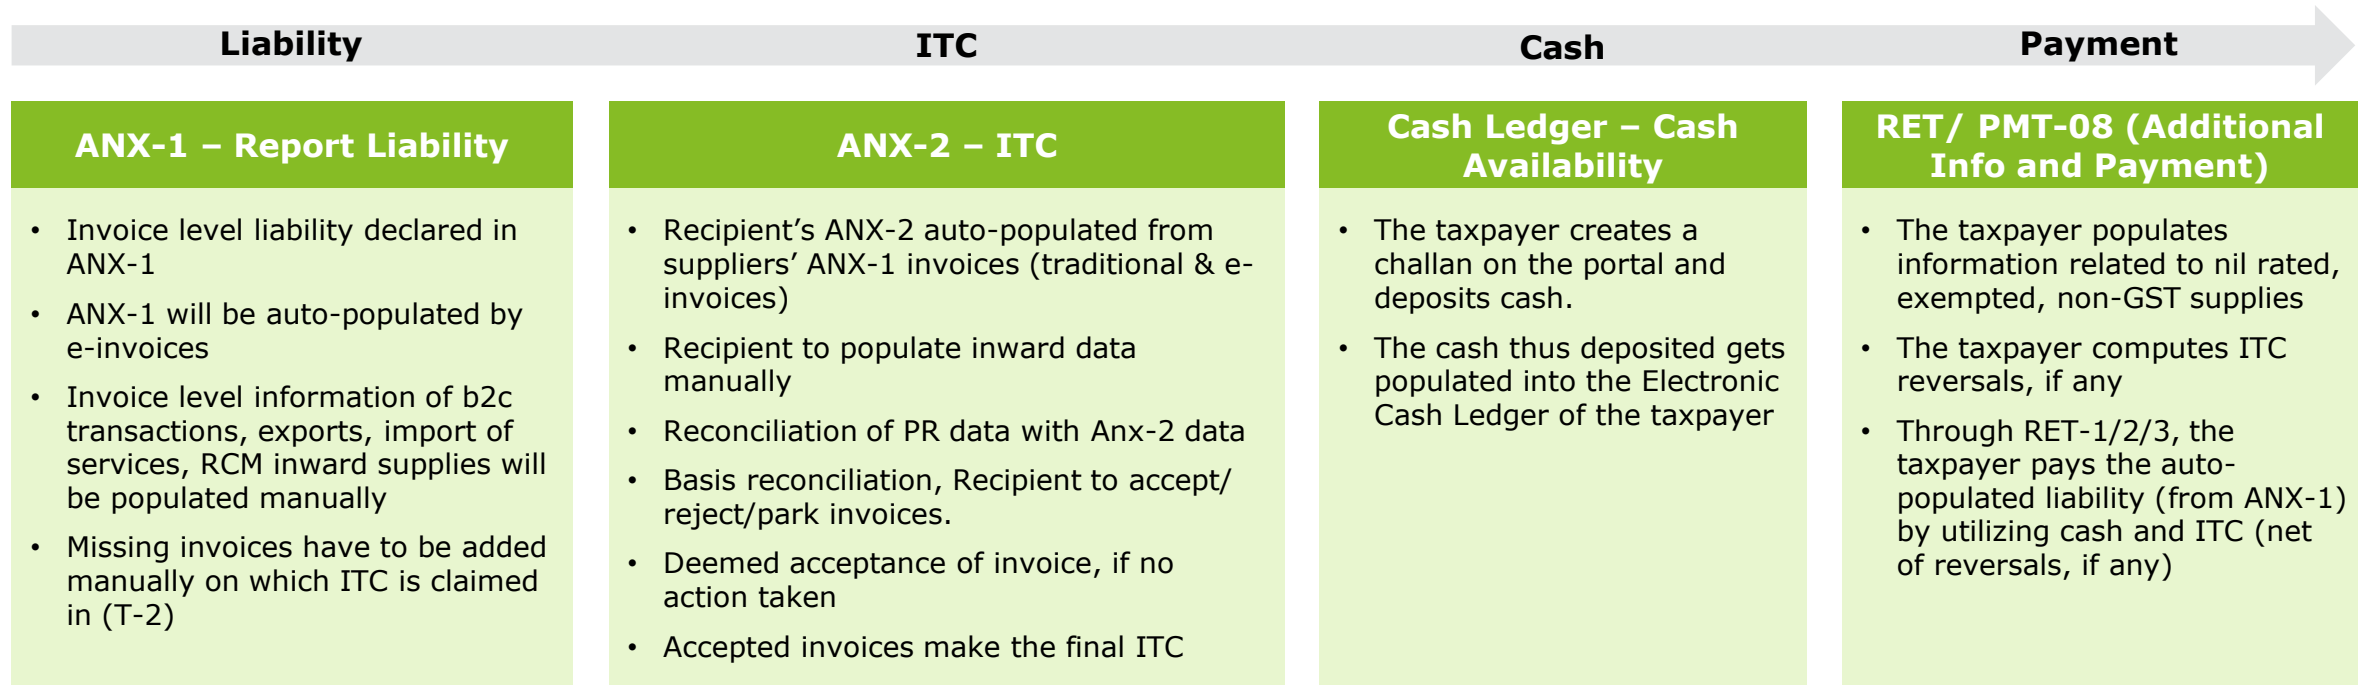 Liability
ITC
Cash
Payment
ANX-1 – Report Liability
• Invoice level liability declared in
ANX-1
• ANX-1 will be auto-populated by
e-invoices
• Invoice level information of b2c
transactions, exports, import of
services, RCM inward supplies will
be populated manually
• Missing invoices have to be added
manually on which ITC is claimed
in (T-2)
ANX-2 – ITC
• Recipient’s ANX-2 auto-populated from
suppliers’ ANX-1 invoices (traditional & e-
invoices)
• Recipient to populate inward data
manually
• Reconciliation of PR data with Anx-2 data
• Basis reconciliation, Recipient to accept/
reject/park invoices.
• Deemed acceptance of invoice, if no
action taken
• Accepted invoices make the final ITC
Cash Ledger – Cash
Availability
• The taxpayer creates a
challan on the portal and
deposits cash.
• The cash thus deposited gets
populated into the Electronic
Cash Ledger of the taxpayer
RET/ PMT-08 (Additional
Info and Payment)
• The taxpayer populates
information related to nil rated,
exempted, non-GST supplies
• The taxpayer computes ITC
reversals, if any
• Through RET-1/2/3, the
taxpayer pays the auto-
populated liability (from ANX-1)
by utilizing cash and ITC (net
of reversals, if any)